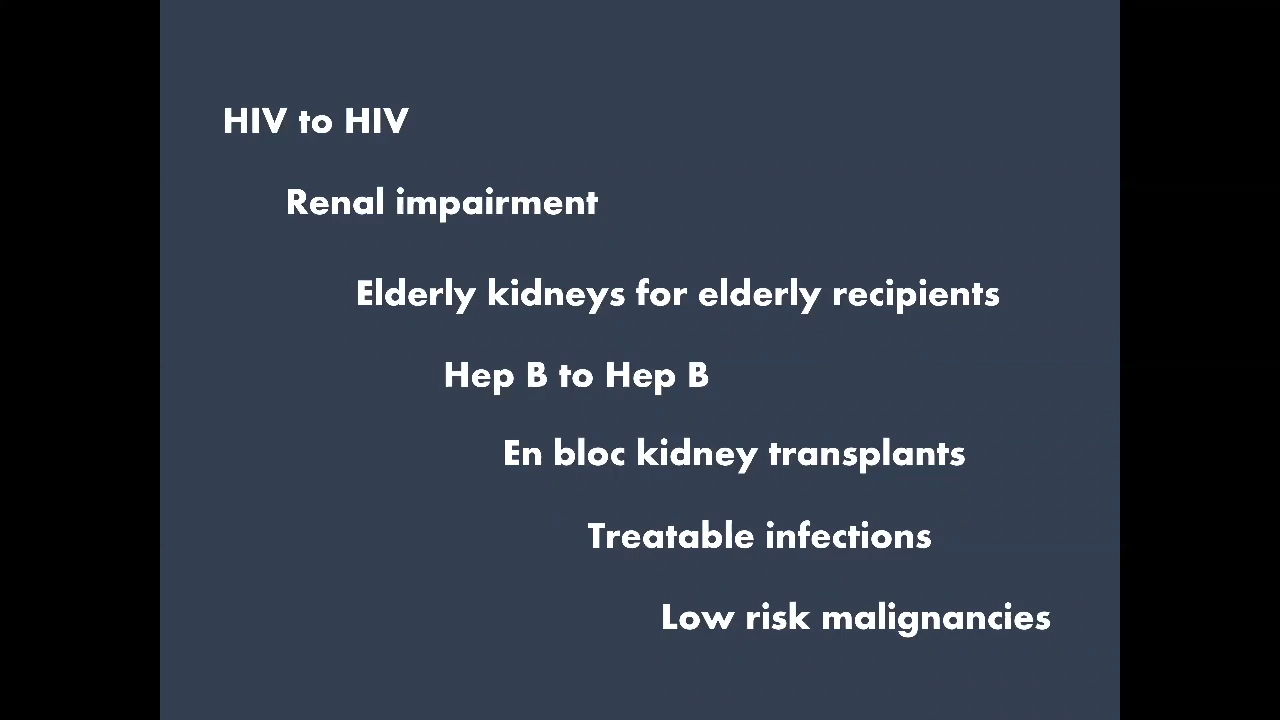 HIV to HIV
Renal impairment
Elderly kidneys for elderly recipients
Hep B to Hep B
En bloc kidney transplants
Treatable infections
Low risk malignancies